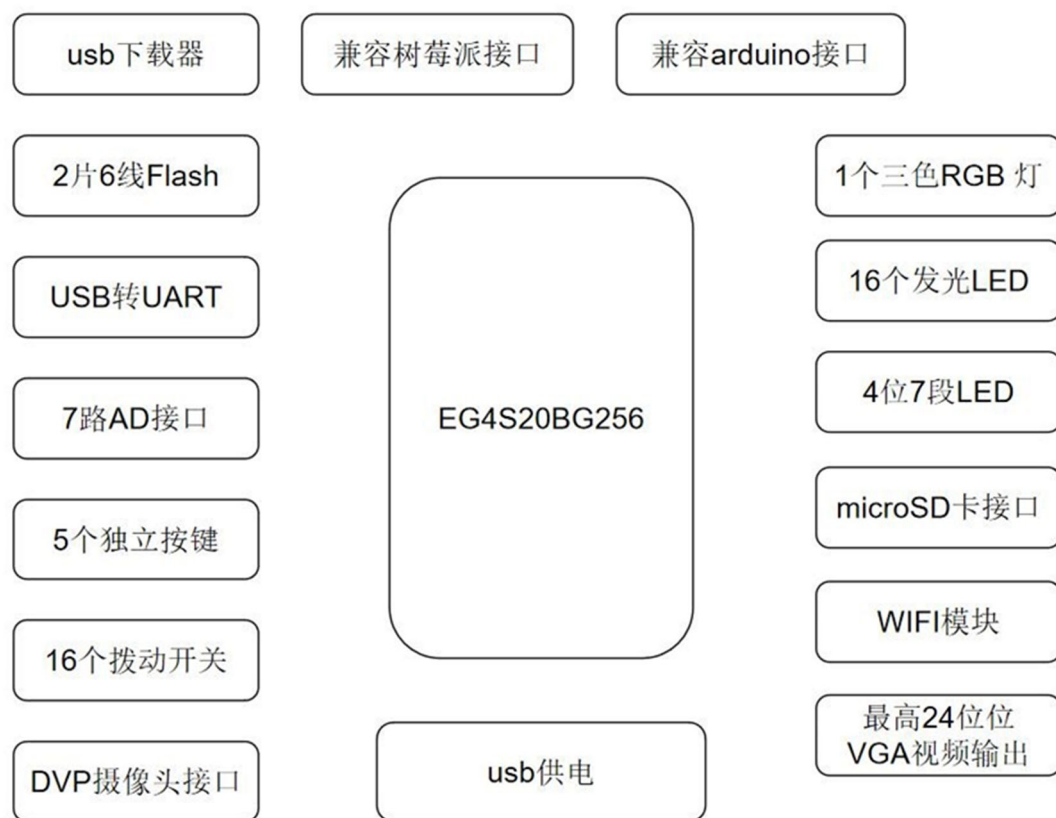 usb下载器
兼容树莓派接口
兼容arduino接口
2片6线Flash
1个三色RGB 灯
USB转UART
16个发光LED
7路AD接口
EG4S20BG256
4位7段LED
5个独立按键
microSD卡接口
16个拨动开关
WIFI模块
DVP摄像头接口
usb供电
最高24位位
VGA视频输出